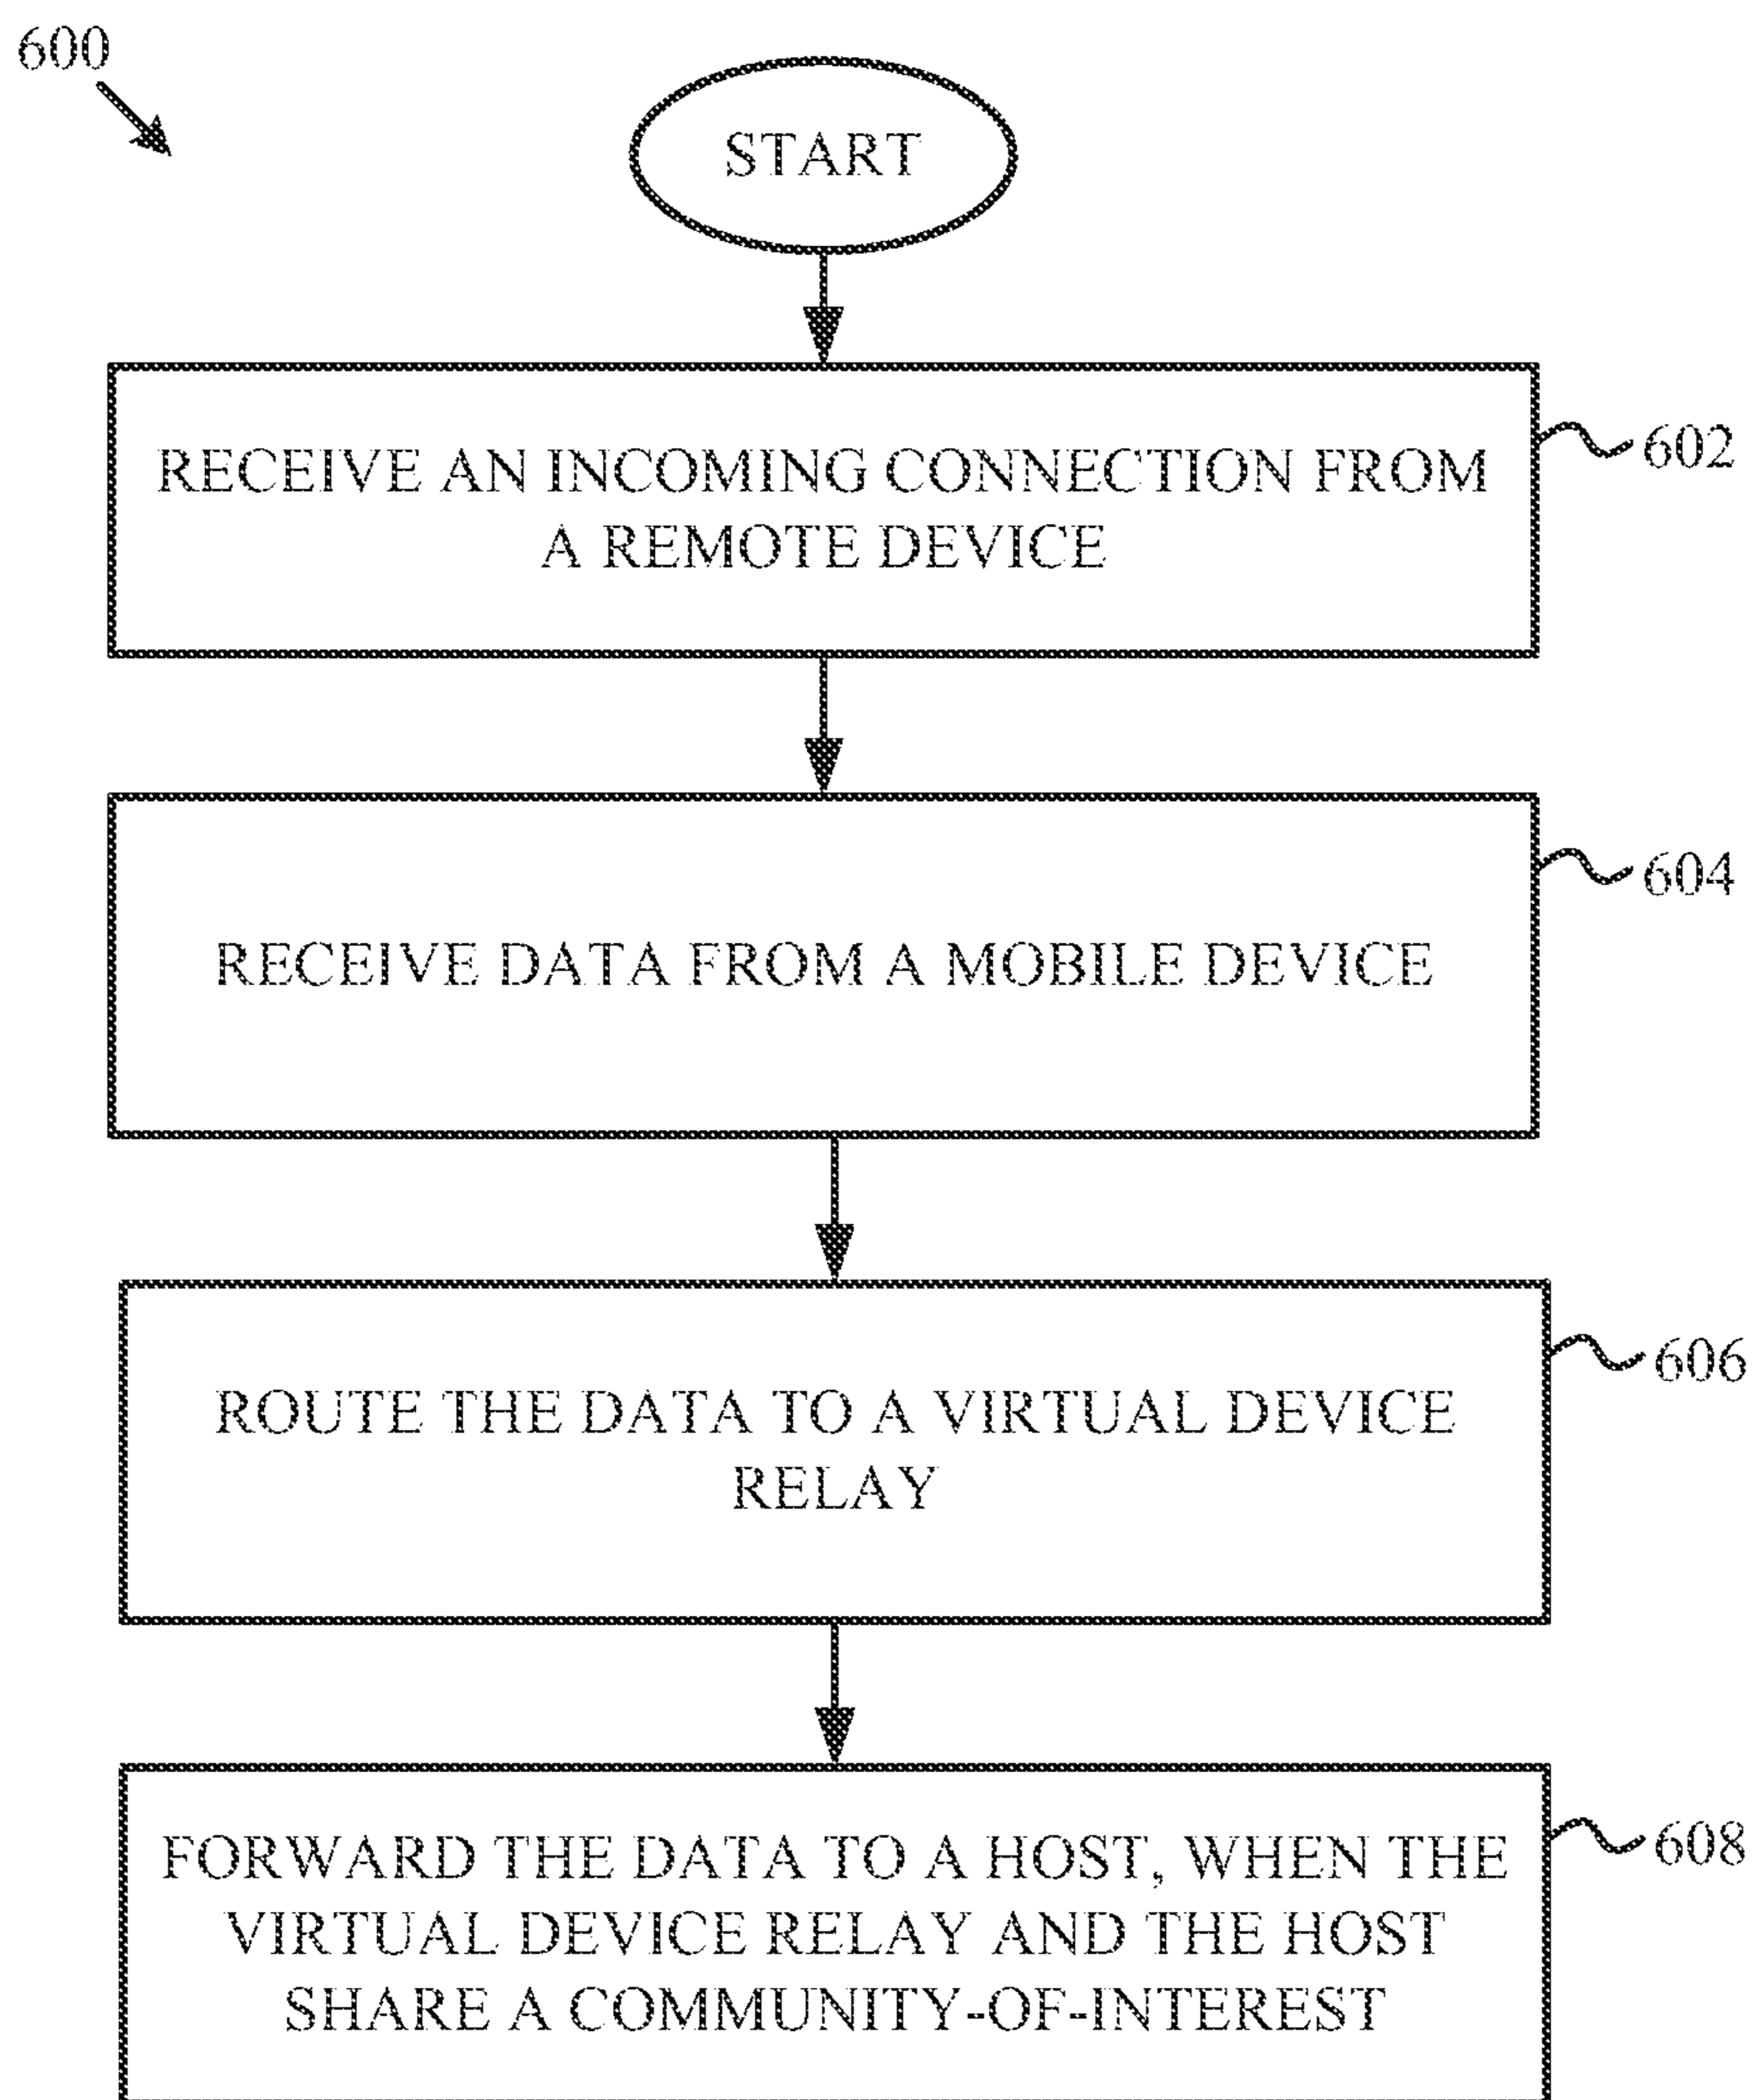 600
START
RECEIVE AN INCOMING CONNECTION FROM
A REMOTE DEVICE
602
RECEIVE DATA FROM A MOBILE DEVICE
604
ROUTE THE DATA TO A VIRTUAL DEVICE
RELAY
606
FORWARD THE DATA TO A HOST, WHEN THE
VIRTUAL DEVICE RELAY AND THE HOST
SHARE A COMMUNITY-OF-INTEREST
608